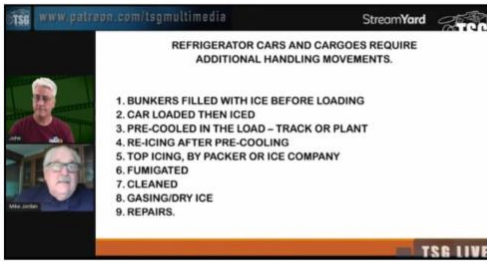 TSG www.patreon.com/tsgmultimedia
StreamYard
TSG
REFRIGERATOR CARS AND CARGOES REQUIRE
ADDITIONAL HANDLING MOVEMENTS.
1. BUNKERS FILLED WITH ICE BEFORE LOADING
2. CAR LOADED THEN ICED
3. PRE-COOLED IN THE LOAD – TRACK OR PLANT
4. RE-ICING AFTER PRE-COOLING
5. TOP ICING, BY PACKER OR ICE COMPANY
6. FUMIGATED
7. CLEANED
8. GASING/DRY ICE
9. REPAIRS.
John
Mike Jordan
TSG LIVE